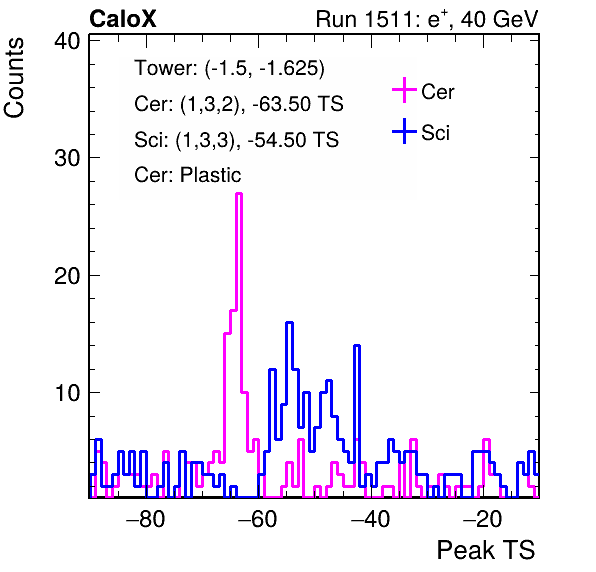 CaloX Run 1511: e⁺, 40 GeV
Counts
40
30
20
10
Tower: (-1.5, -1.625)
Cer: (1,3,2), -63.50 TS
Sci: (1,3,3), -54.50 TS
Cer: Plastic
Cer
Sci
−80 −60 −40 −20
Peak TS